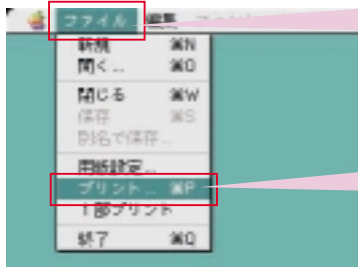 ファイル 編集
新規 ⌘N
開く... ⌘O
閉じる ⌘W
保存 ⌘S
別名で保存...
用紙設定...
プリント... ⌘P
1部プリント
終了 ⌘Q